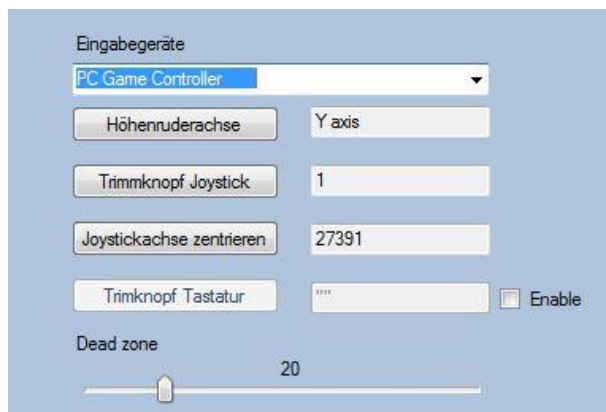 Eingabegeräte
PC Game Controller
Höhenruderachse Y axis
Trimmknopf Joystick 1
Joystickachse zentrieren 27391
Trimknopf Tastatur "" Enable
Dead zone
20